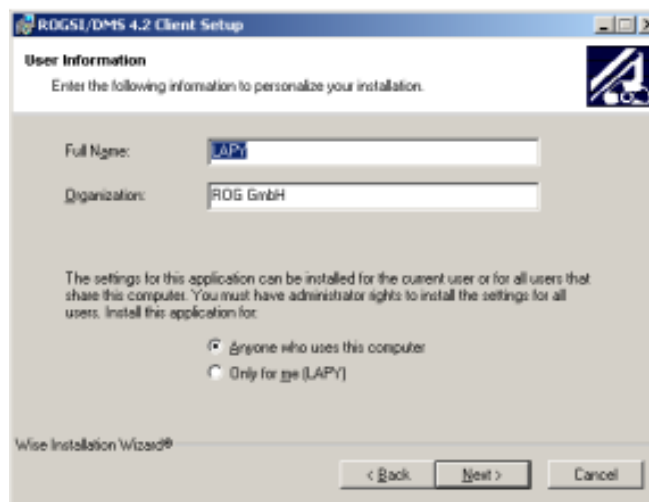 ROGSI/DMS 4.2 Client Setup
User Information
Enter the following information to personalize your installation.
Full Name:
LAPY
Organization:
ROG GmbH
The settings for this application can be installed for the current user or for all users that
share this computer. You must have administrator rights to install the settings for all
users. Install this application for:
Anyone who uses this computer
Only for me (LAPY)
Wise Installation Wizard®
< Back
Next >
Cancel